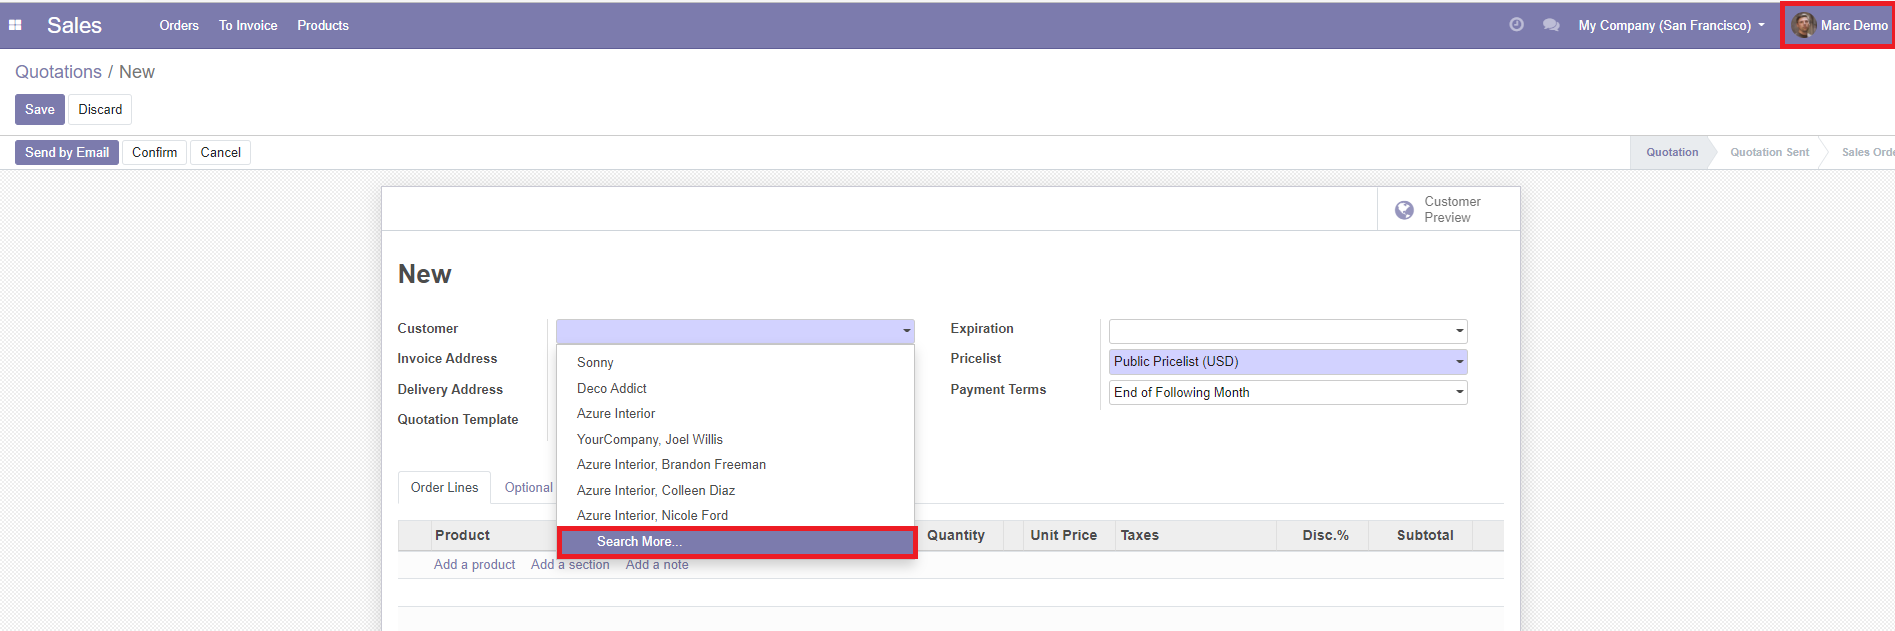 Sales Orders To Invoice Products My Company (San Francisco) Marc Demo
Quotations / New
Save Discard
Send by Email Confirm Cancel Quotation Quotation Sent Sales Orde
Customer
Preview
New
Customer Expiration
Invoice Address Pricelist Public Pricelist (USD)
Delivery Address Payment Terms End of Following Month
Quotation Template
Sonny
Deco Addict
Azure Interior
YourCompany, Joel Willis
Azure Interior, Brandon Freeman
Azure Interior, Colleen Diaz
Azure Interior, Nicole Ford
Search More...
Order Lines Optional
Product Quantity Unit Price Taxes Disc.% Subtotal
Add a product Add a section Add a note